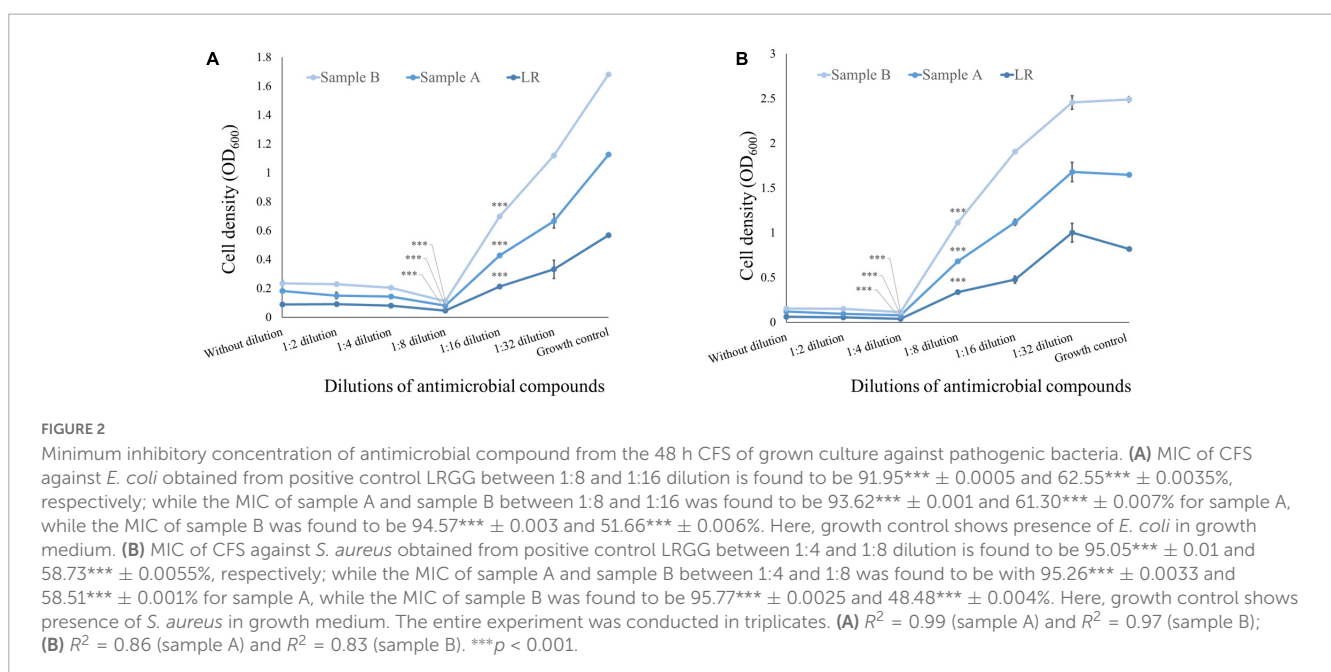 A
Sample B Sample A LR
1.8
1.6
1.4
1.2
1
0.8
0.6
0.4
0.2
0
Cell density (OD600)
***
***
***
***
***
***
Without dilution
1:2 dilution
1:4 dilution
1:8 dilution
1:16 dilution
1:32 dilution
Growth control
Dilutions of antimicrobial compounds
B
Sample B Sample A LR
3
2.5
2
1.5
1
0.5
0
Cell density (OD600)
***
***
***
***
***
***
Without dilution
1:2 dilution
1:4 dilution
1:8 dilution
1:16 dilution
1:32 dilution
Growth control
Dilutions of antimicrobial compounds
FIGURE 2
Minimum inhibitory concentration of antimicrobial compound from the 48 h CFS of grown culture against pathogenic bacteria. (A) MIC of CFS
against E. coli obtained from positive control LRGG between 1:8 and 1:16 dilution is found to be 91.95*** ± 0.0005 and 62.55*** ± 0.0035%,
respectively; while the MIC of sample A and sample B between 1:8 and 1:16 was found to be 93.62*** ± 0.001 and 61.30*** ± 0.007% for sample A,
while the MIC of sample B was found to be 94.57*** ± 0.003 and 51.66*** ± 0.006%. Here, growth control shows presence of E. coli in growth
medium. (B) MIC of CFS against S. aureus obtained from positive control LRGG between 1:4 and 1:8 dilution is found to be 95.05*** ± 0.01 and
58.73*** ± 0.0055%, respectively; while the MIC of sample A and sample B between 1:4 and 1:8 was found to be with 95.26*** ± 0.0033 and
58.51*** ± 0.001% for sample A, while the MIC of sample B was found to be 95.77*** ± 0.0025 and 48.48*** ± 0.004%. Here, growth control shows
presence of S. aureus in growth medium. The entire experiment was conducted in triplicates. (A) R² = 0.99 (sample A) and R² = 0.97 (sample B);
(B) R² = 0.86 (sample A) and R² = 0.83 (sample B). ***p < 0.001.